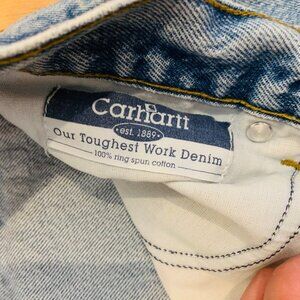 Carhartt
• est. 1889 •
Our Toughest Work Denim
100% ring spun cotton